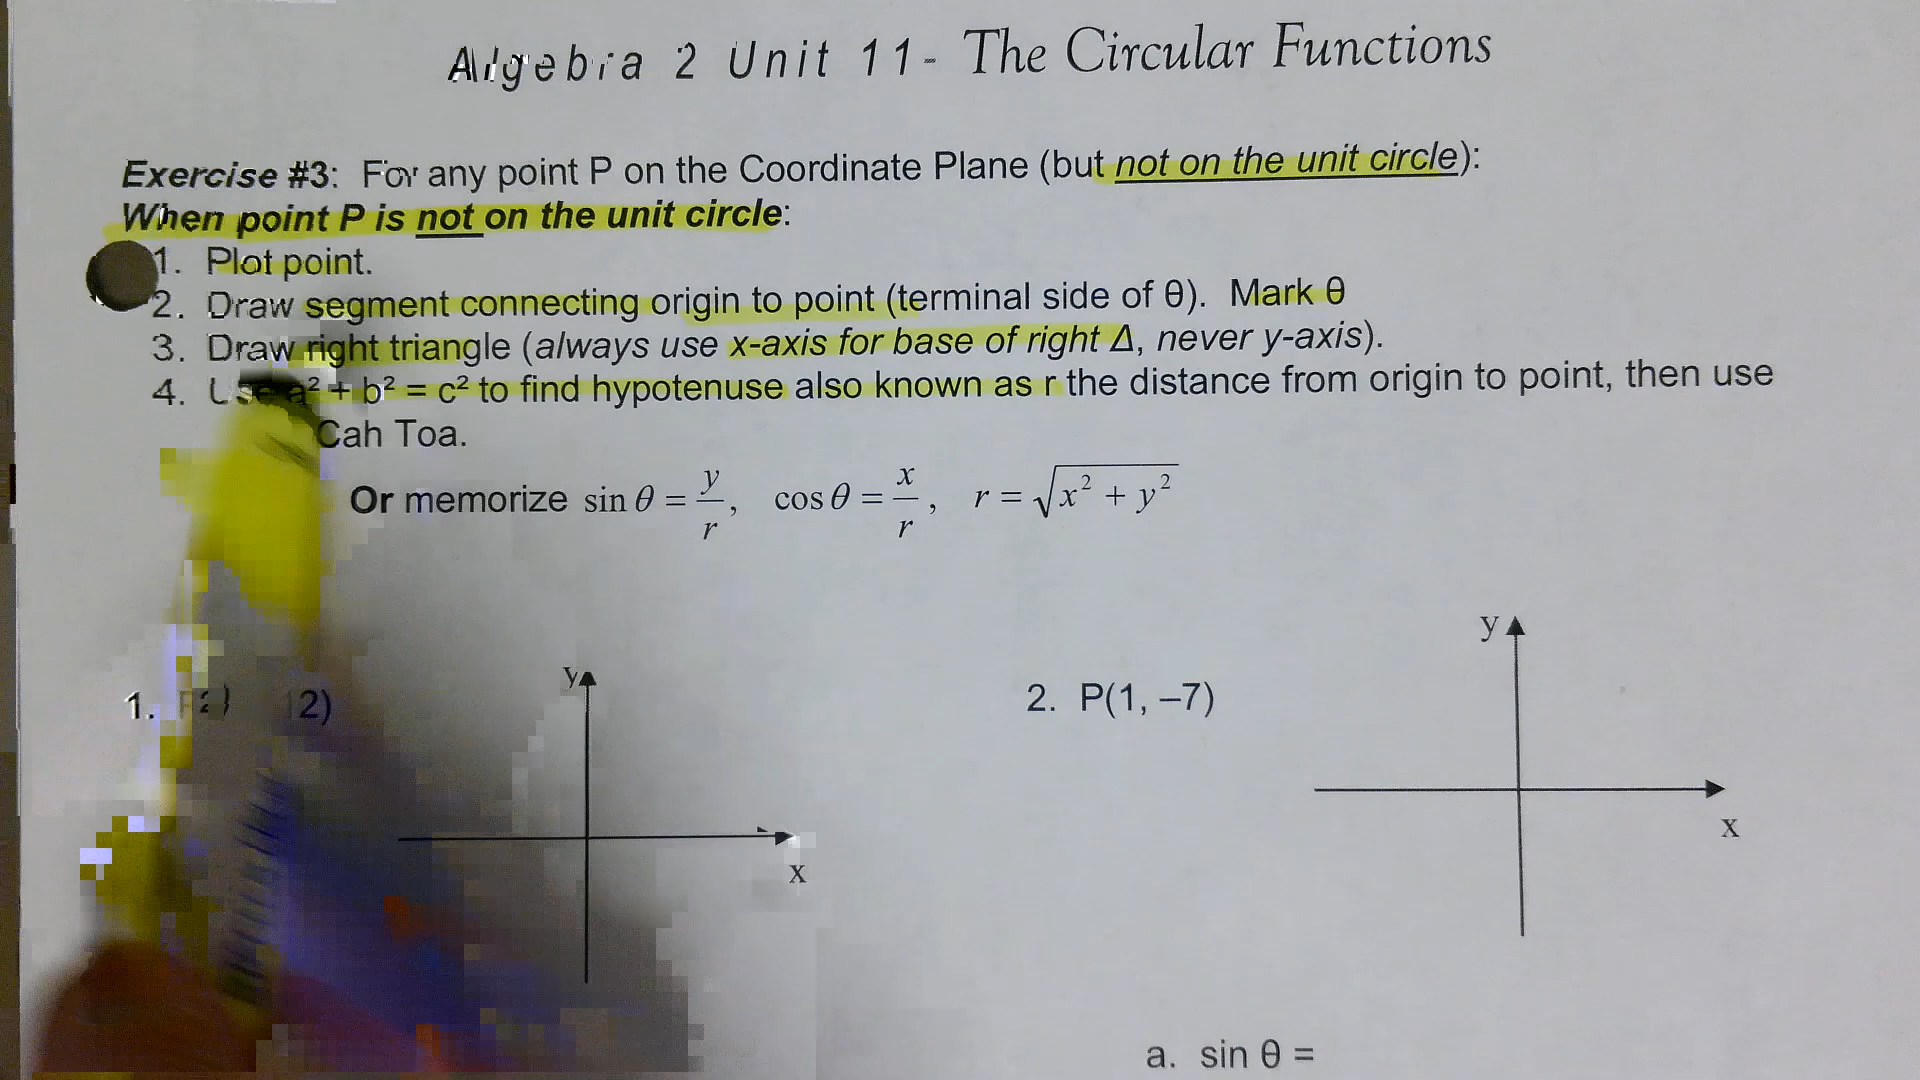 Algebra 2 Unit 11- The Circular Functions
Exercise #3: For any point P on the Coordinate Plane (but not on the unit circle):
When point P is not on the unit circle:
1. Plot point.
2. Draw segment connecting origin to point (terminal side of θ). Mark θ
3. Draw right triangle (always use x-axis for base of right Δ, never y-axis).
4. Use a² + b² = c² to find hypotenuse also known as r the distance from origin to point, then use
Cah Toa.
Or memorize sin θ = y/r, cos θ = x/r, r = √(x² + y²)
1. 2)
y
x
2. P(1, –7)
y
x
a. sin θ =